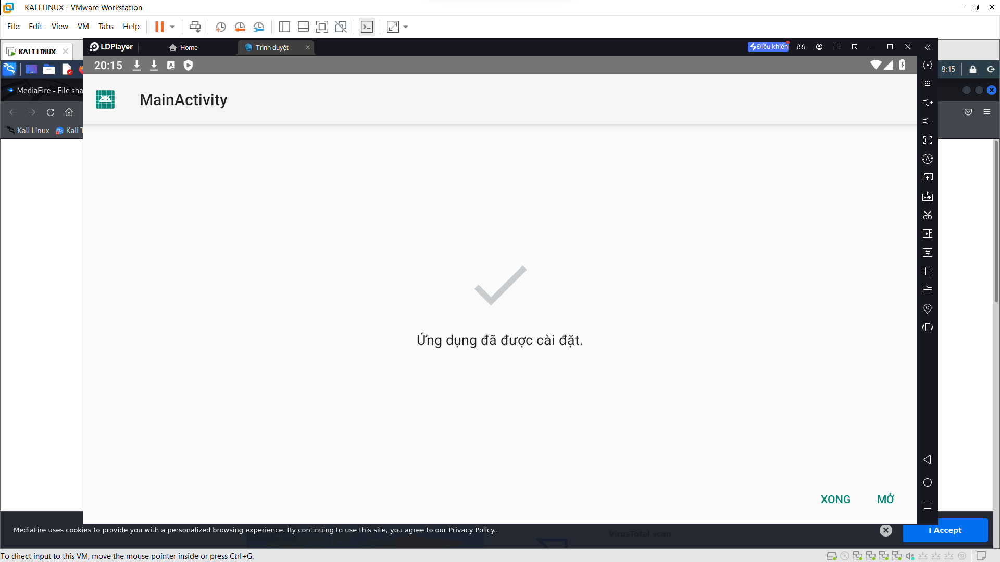 KALI LINUX - VMware Workstation
File Edit View VM Tabs Help
KALI LINUX
LDPlayer
Home
Trình duyệt
Điều khiển
20:15
8:15
MainActivity
MediaFire - File sha
Kali Linux
Kali T
APK
Ứng dụng đã được cài đặt.
XONG
MỞ
MediaFire uses cookies to provide you with a personalized browsing experience. By continuing to use this site, you agree to our Privacy Policy..
VirusTotal scan
I Accept
To direct input to this VM, move the mouse pointer inside or press Ctrl+G.